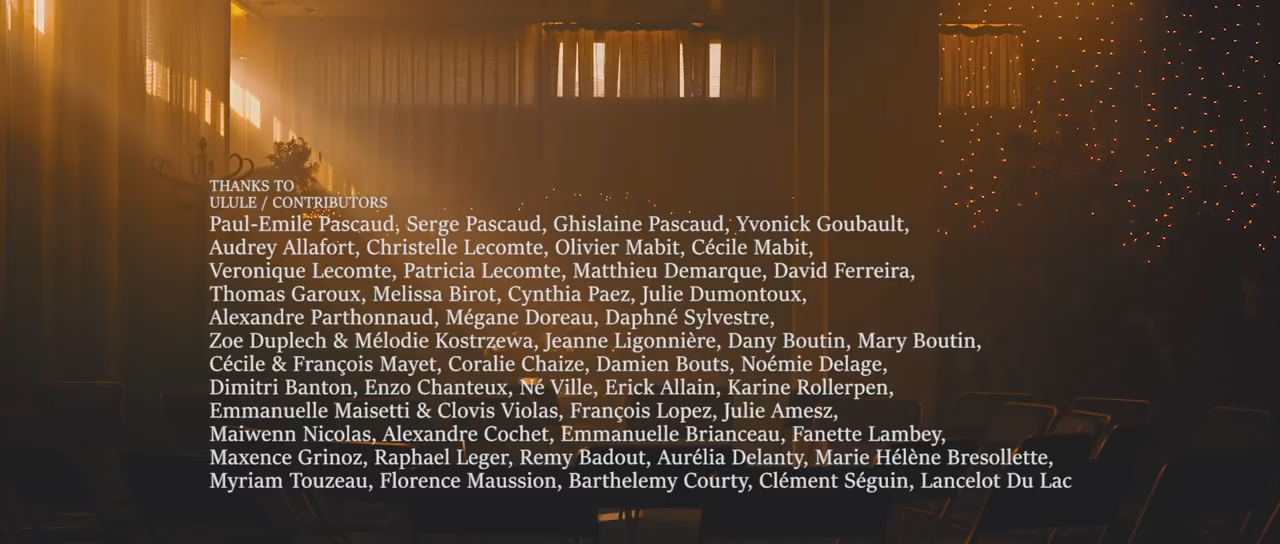 THANKS TO
ULULE / CONTRIBUTORS
Paul-Emile Pascaud, Serge Pascaud, Ghislaine Pascaud, Yvonick Goubault,
Audrey Allafort, Christelle Lecomte, Olivier Mabit, Cécile Mabit,
Veronique Lecomte, Patricia Lecomte, Matthieu Demarque, David Ferreira,
Thomas Garoux, Melissa Birot, Cynthia Paez, Julie Dumontoux,
Alexandre Parthonnaud, Mégane Doreau, Daphné Sylvestre,
Zoe Duplech & Mélodie Kostrzewa, Jeanne Ligonnière, Dany Boutin, Mary Boutin,
Cécile & François Mayet, Coralie Chaize, Damien Bouts, Noémie Delage,
Dimitri Banton, Enzo Chanteux, Né Ville, Erick Allain, Karine Rollerpen,
Emmanuelle Maisetti & Clovis Violas, François Lopez, Julie Amesz,
Maiwenn Nicolas, Alexandre Cochet, Emmanuelle Brianceau, Fanette Lambey,
Maxence Grinoz, Raphael Leger, Remy Badout, Aurélia Delanty, Marie Hélène Bresollette,
Myriam Touzeau, Florence Maussion, Barthelemy Courty, Clément Séguin, Lancelot Du Lac